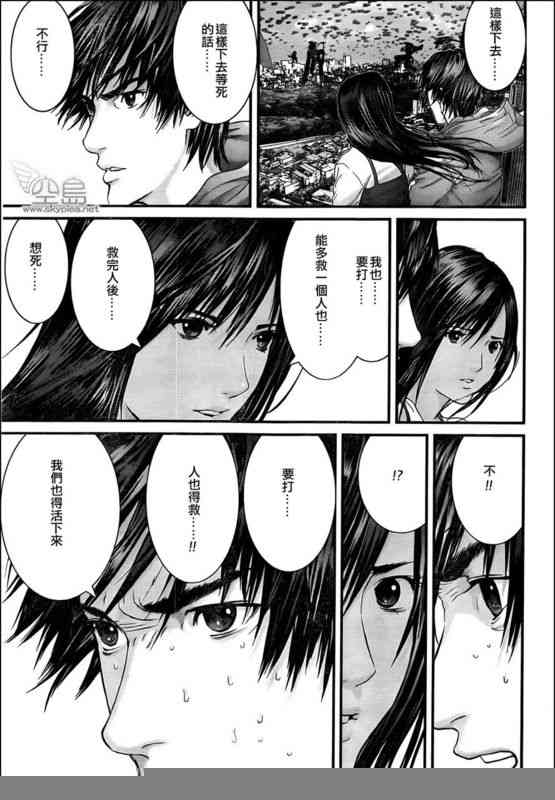 這樣下去……
這樣下去等死
的話……
不行……
空島
www.skyplea.net
我也……
要打……
能多救一個人也……
救完人後……
想死……
不!!
!?
要打……
人也得救……!!
我們也得活下來